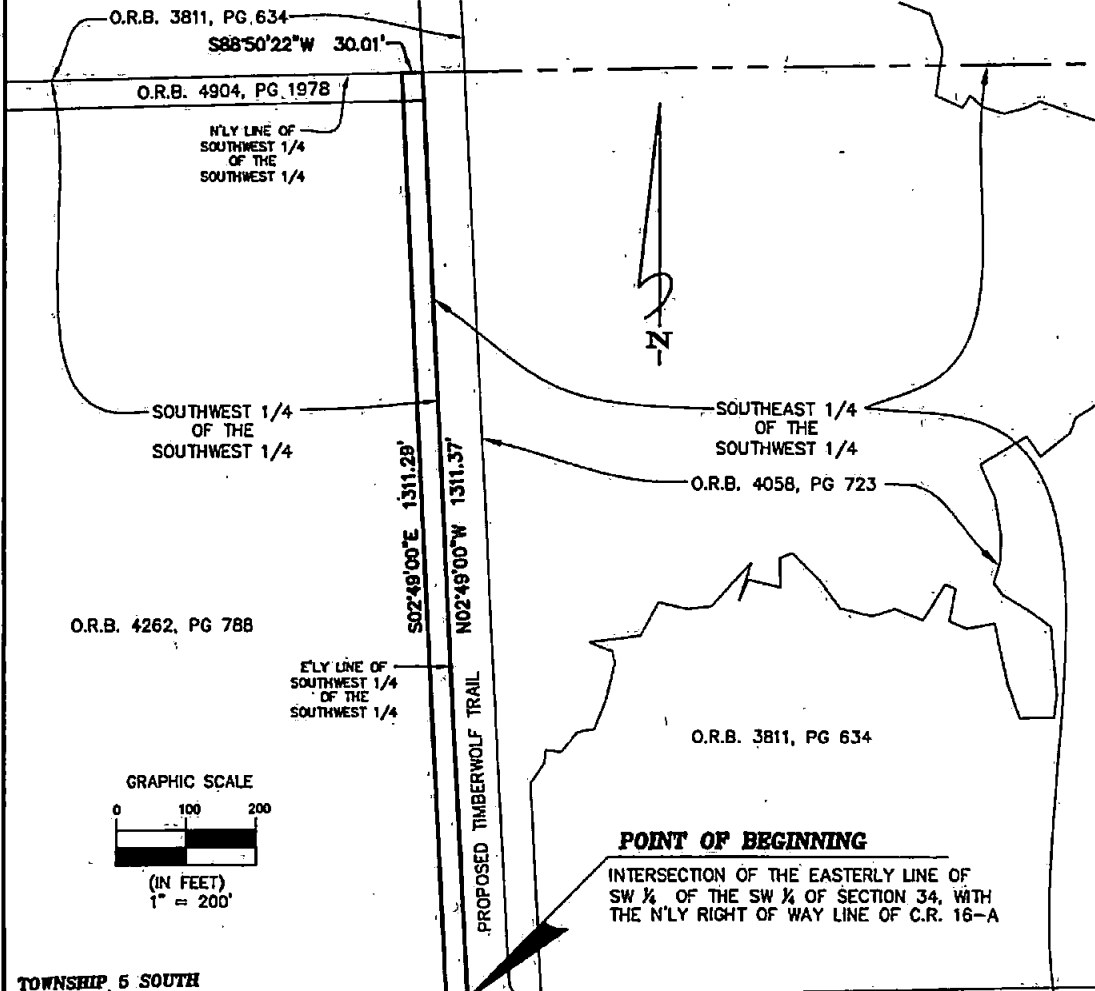 O.R.B. 3811, PG 634
S88°50'22"W 30.01'
O.R.B. 4904, PG 1978
N'LY LINE OF
SOUTHWEST 1/4
OF THE
SOUTHWEST 1/4
N
SOUTHWEST 1/4
OF THE
SOUTHWEST 1/4
SOUTHEAST 1/4
OF THE
SOUTHWEST 1/4
S02°49'00"E 1311.29'
N02°49'00"W 1311.37'
O.R.B. 4058, PG 723
O.R.B. 4262, PG 788
E'LY LINE OF
SOUTHWEST 1/4
OF THE
SOUTHWEST 1/4
PROPOSED TIMBERWOLF TRAIL
O.R.B. 3811, PG 634
GRAPHIC SCALE
0 100 200
(IN FEET)
1" = 200'
POINT OF BEGINNING
INTERSECTION OF THE EASTERLY LINE OF
SW ¼ OF THE SW ¼ OF SECTION 34, WITH
THE N'LY RIGHT OF WAY LINE OF C.R. 16-A
TOWNSHIP 5 SOUTH